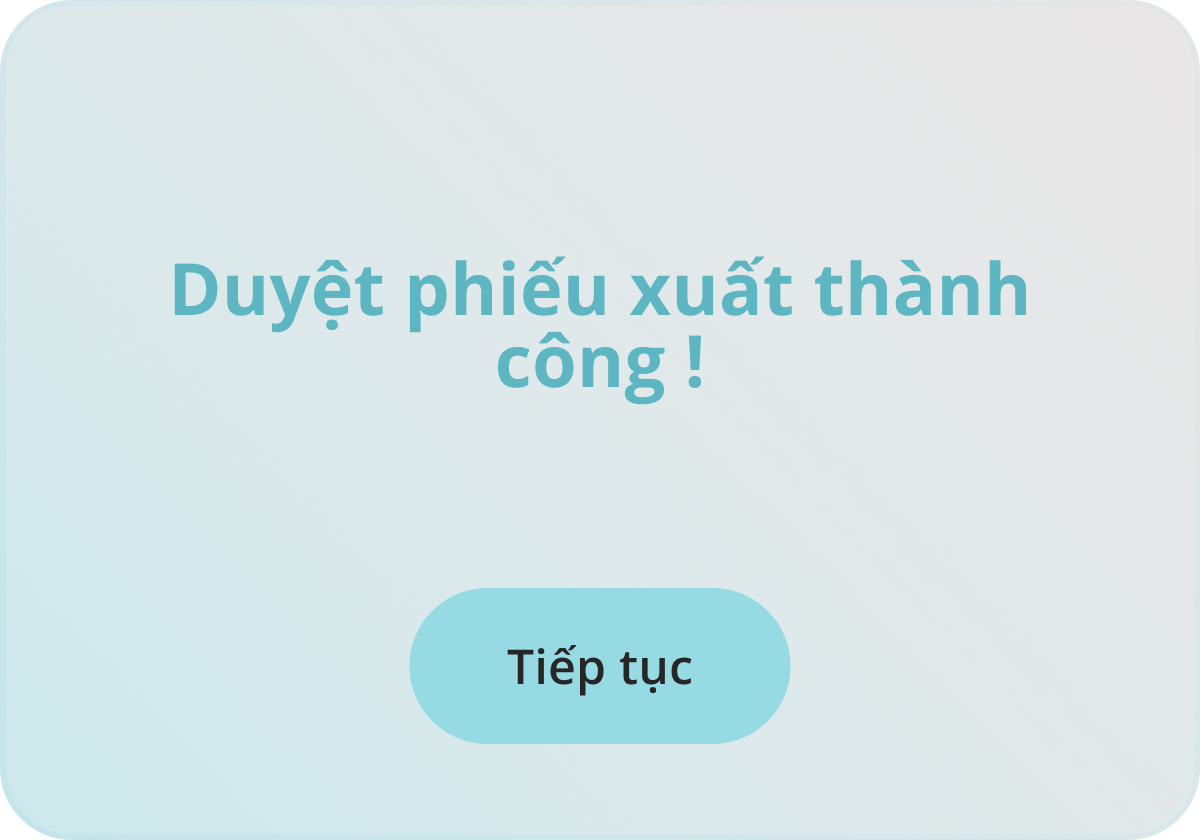 Duyệt phiếu xuất thành
công !
Tiếp tục